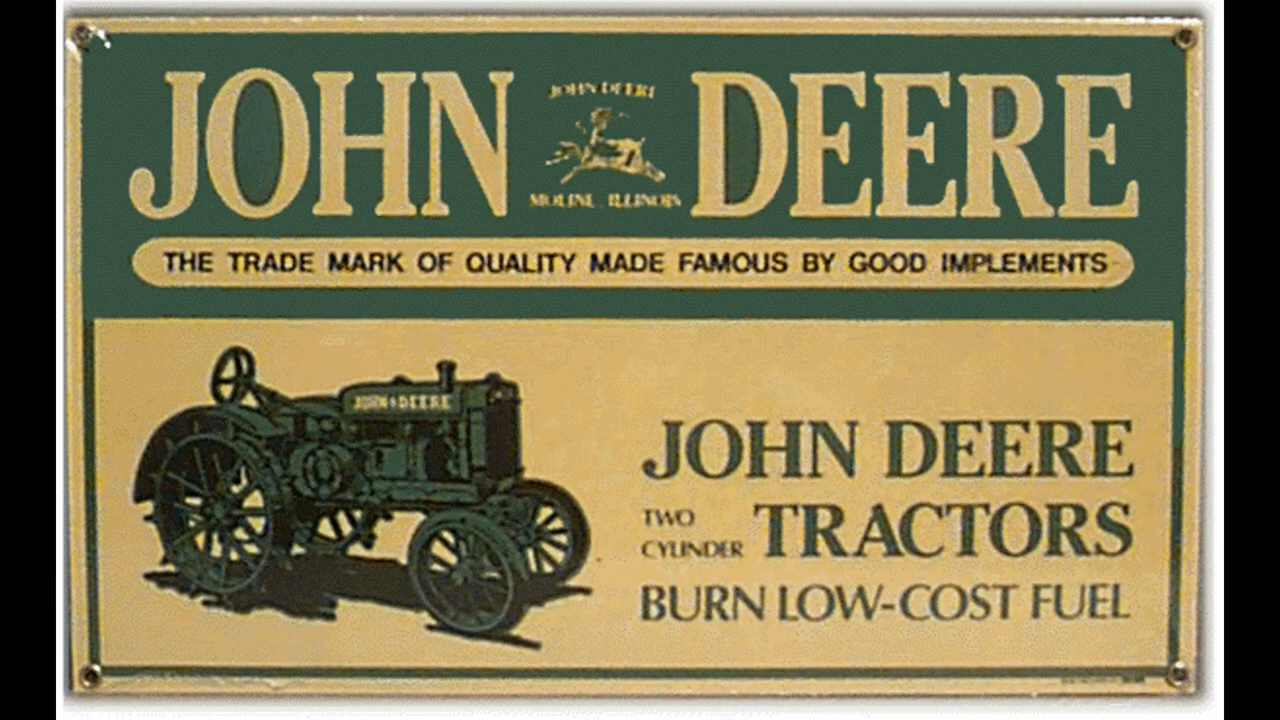 JOHN DEERE
JOHN DEERE
MOLINE ILLINOIS
THE TRADE MARK OF QUALITY MADE FAMOUS BY GOOD IMPLEMENTS
JOHN DEERE
JOHN DEERE
TWO
CYLINDER
TRACTORS
BURN LOW-COST FUEL